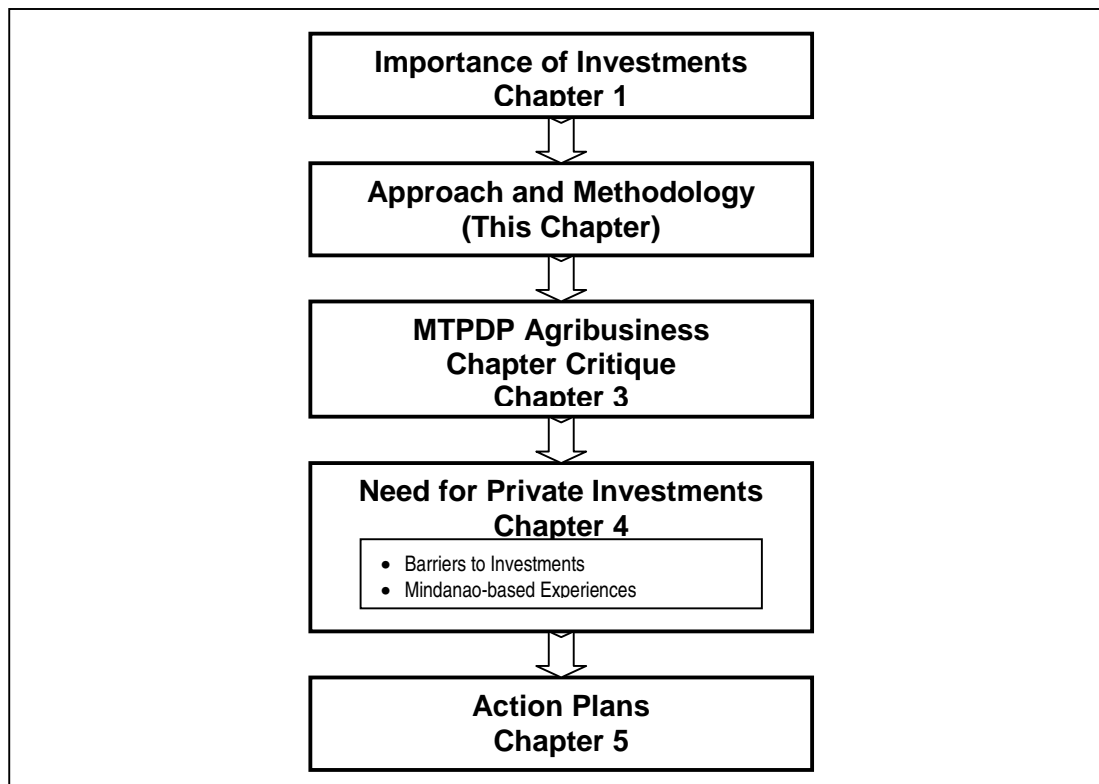 Importance of Investments
Chapter 1
Approach and Methodology
(This Chapter)
MTPDP Agribusiness
Chapter Critique
Chapter 3
Need for Private Investments
Chapter 4
• Barriers to Investments
• Mindanao-based Experiences
Action Plans
Chapter 5